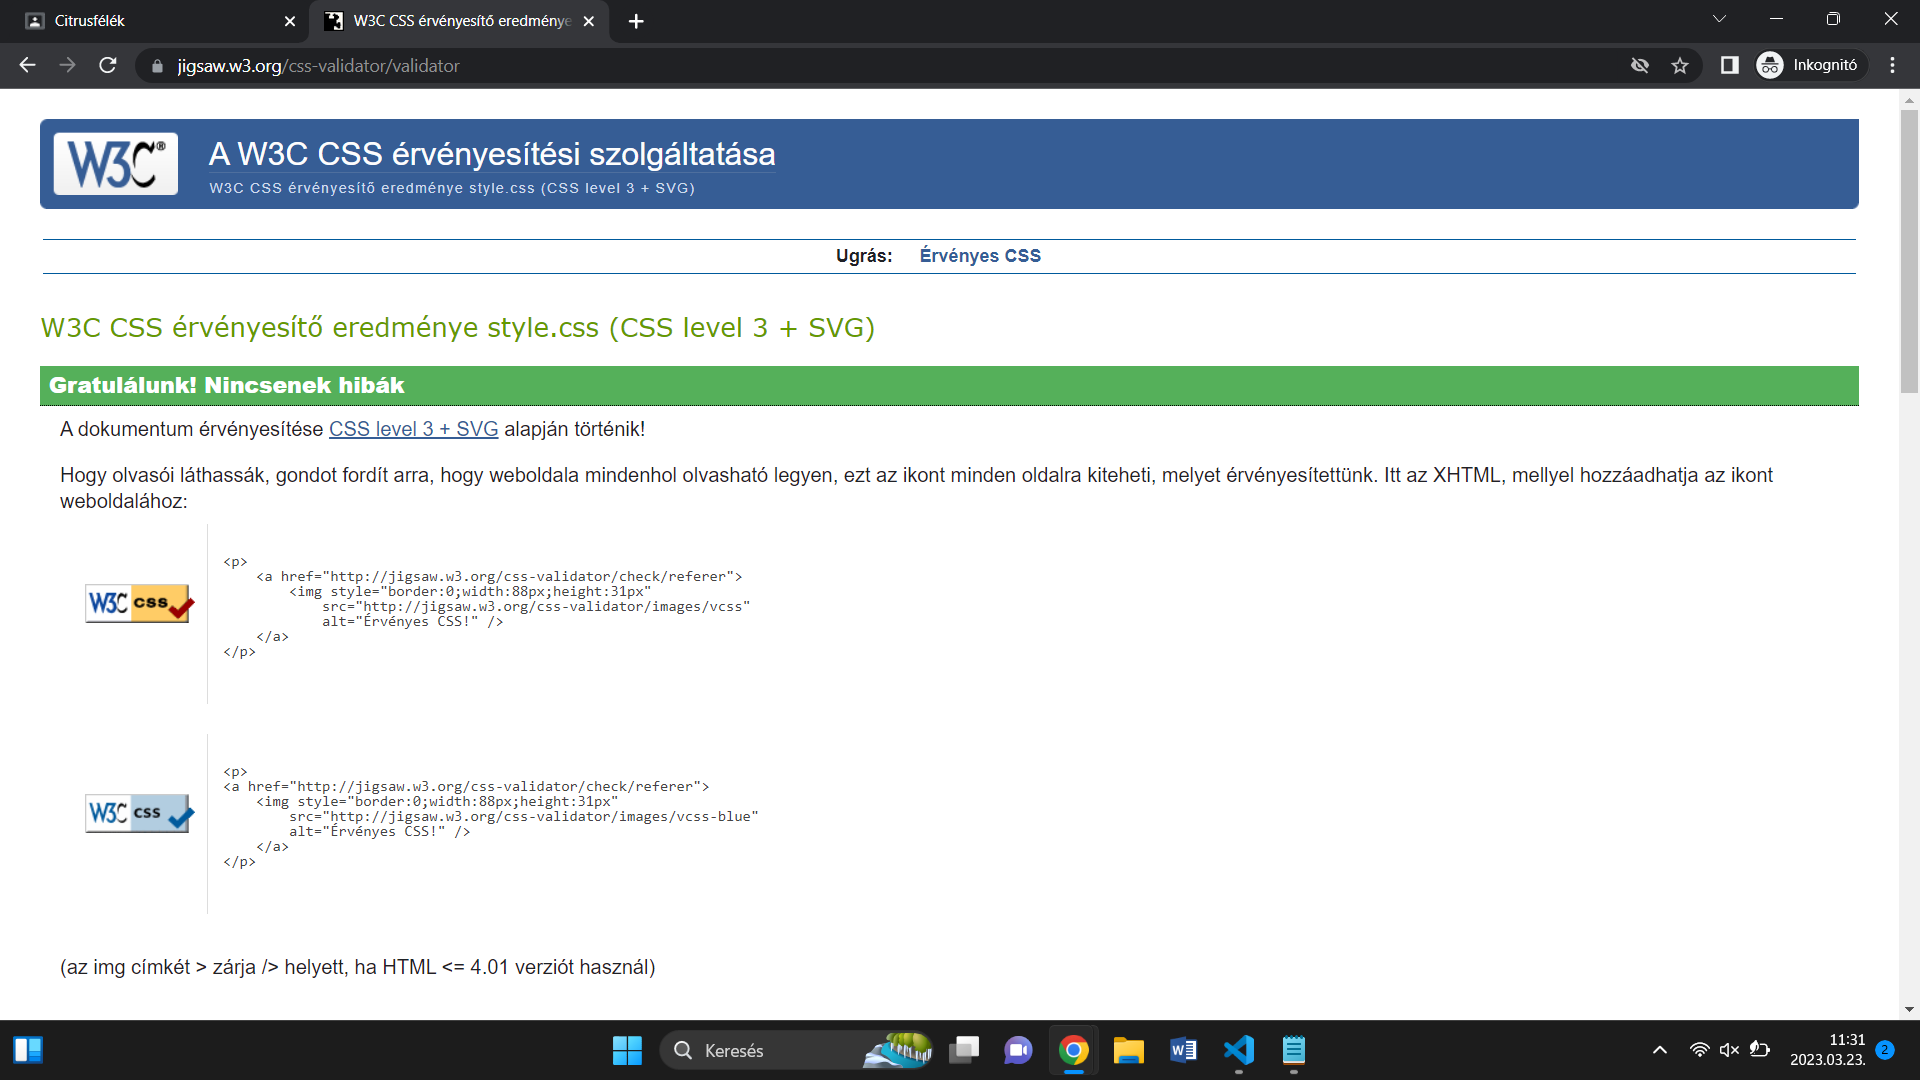 Citrusfélék
W3C CSS érvényesítő eredménye
jigsaw.w3.org/css-validator/validator
Inkognitó
W3C®
A W3C CSS érvényesítési szolgáltatása
W3C CSS érvényesítő eredménye style.css (CSS level 3 + SVG)
Ugrás: Érvényes CSS
W3C CSS érvényesítő eredménye style.css (CSS level 3 + SVG)
Gratulálunk! Nincsenek hibák
A dokumentum érvényesítése CSS level 3 + SVG alapján történik!
Hogy olvasói láthassák, gondot fordít arra, hogy weboldala mindenhol olvasható legyen, ezt az ikont minden oldalra kiteheti, melyet érvényesítettünk. Itt az XHTML, mellyel hozzáadhatja az ikont
weboldalához:
W3C css
<p>
<a href="http://jigsaw.w3.org/css-validator/check/referer">
<img style="border:0;width:88px;height:31px"
src="http://jigsaw.w3.org/css-validator/images/vcss"
alt="Érvényes CSS!" />
</a>
</p>
W3C css
<p>
<a href="http://jigsaw.w3.org/css-validator/check/referer">
<img style="border:0;width:88px;height:31px"
src="http://jigsaw.w3.org/css-validator/images/vcss-blue"
alt="Érvényes CSS!" />
</a>
</p>
(az img címkét > zárja /> helyett, ha HTML <= 4.01 verziót használ)
Keresés
11:31
2023.03.23.
2